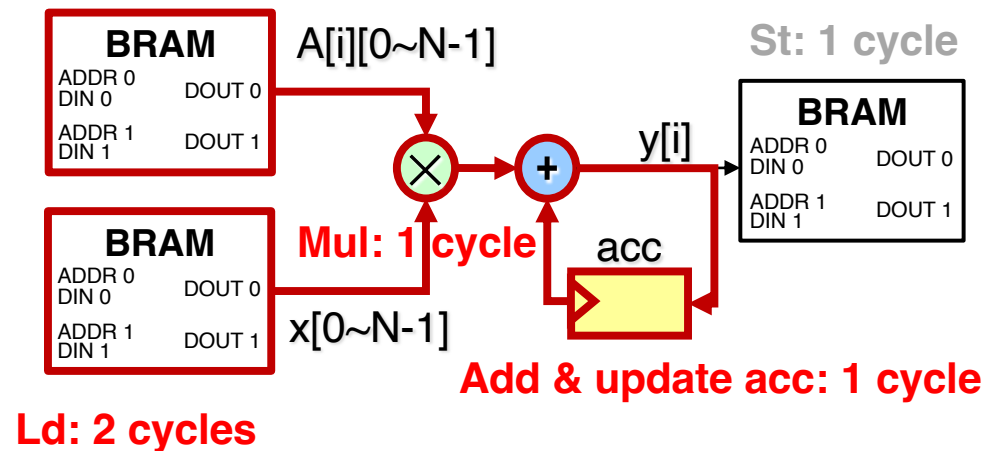 BRAM
ADDR 0
DIN 0
DOUT 0
ADDR 1
DIN 1
DOUT 1
A[i][0~N-1]
St: 1 cycle
BRAM
ADDR 0
DIN 0
DOUT 0
ADDR 1
DIN 1
DOUT 1
y[i]
×
+
BRAM
ADDR 0
DIN 0
DOUT 0
ADDR 1
DIN 1
DOUT 1
Mul: 1 cycle
acc
x[0~N-1]
Add & update acc: 1 cycle
Ld: 2 cycles